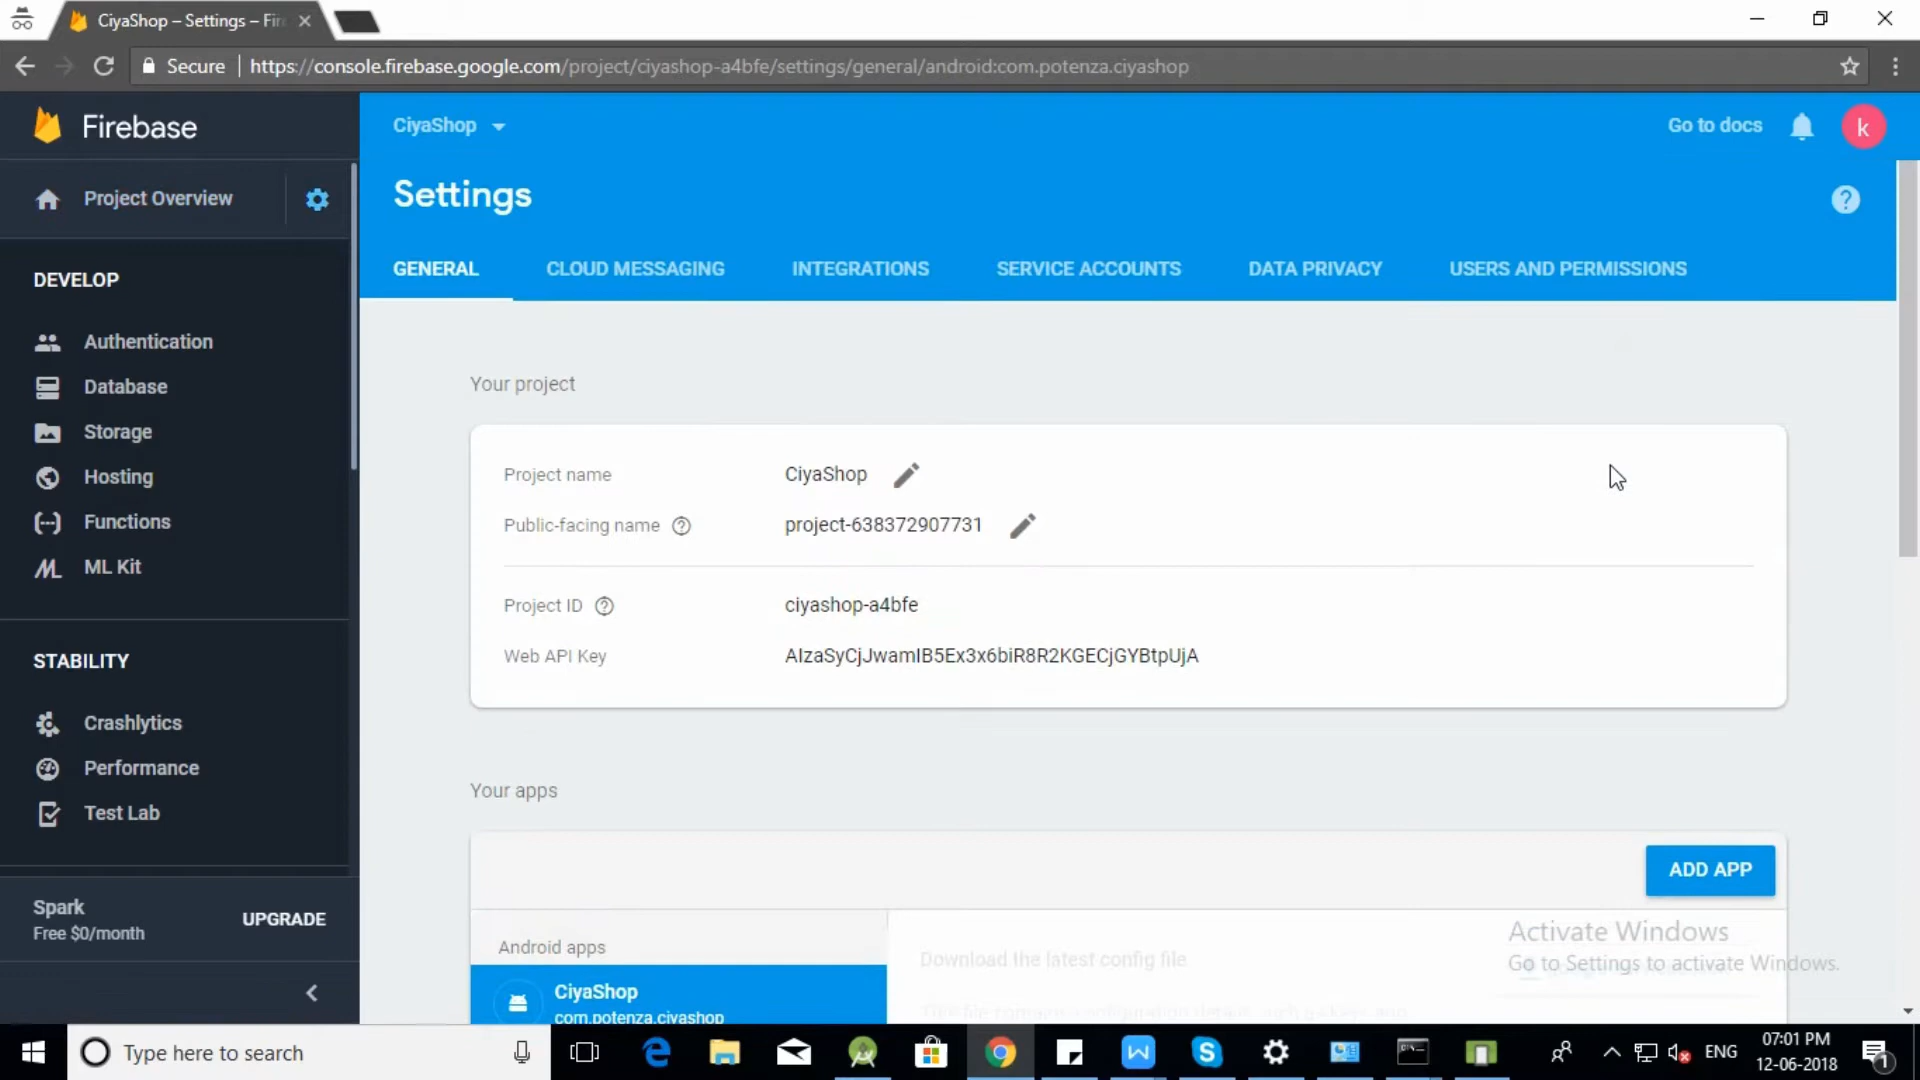 CiyaShop – Settings – Fir
Secure
https://console.firebase.google.com/project/ciyashop-a4bfe/settings/general/android:com.potenza.ciyashop
Firebase
CiyaShop
Go to docs
k
Project Overview
Settings
GENERAL
CLOUD MESSAGING
INTEGRATIONS
SERVICE ACCOUNTS
DATA PRIVACY
USERS AND PERMISSIONS
DEVELOP
Authentication
Database
Storage
Hosting
Functions
ML Kit
STABILITY
Crashlytics
Performance
Test Lab
Spark
Free $0/month
UPGRADE
Your project
Project name
CiyaShop
Public-facing name
project-638372907731
Project ID
ciyashop-a4bfe
Web API Key
AIzaSyCjJwamIB5Ex3x6biR8R2KGECjGYBtpUjA
Your apps
ADD APP
Android apps
CiyaShop
com.potenza.ciyashop
Download the latest config file
Activate Windows
Go to Settings to activate Windows.
Type here to search
ENG
07:01 PM
12-06-2018
1